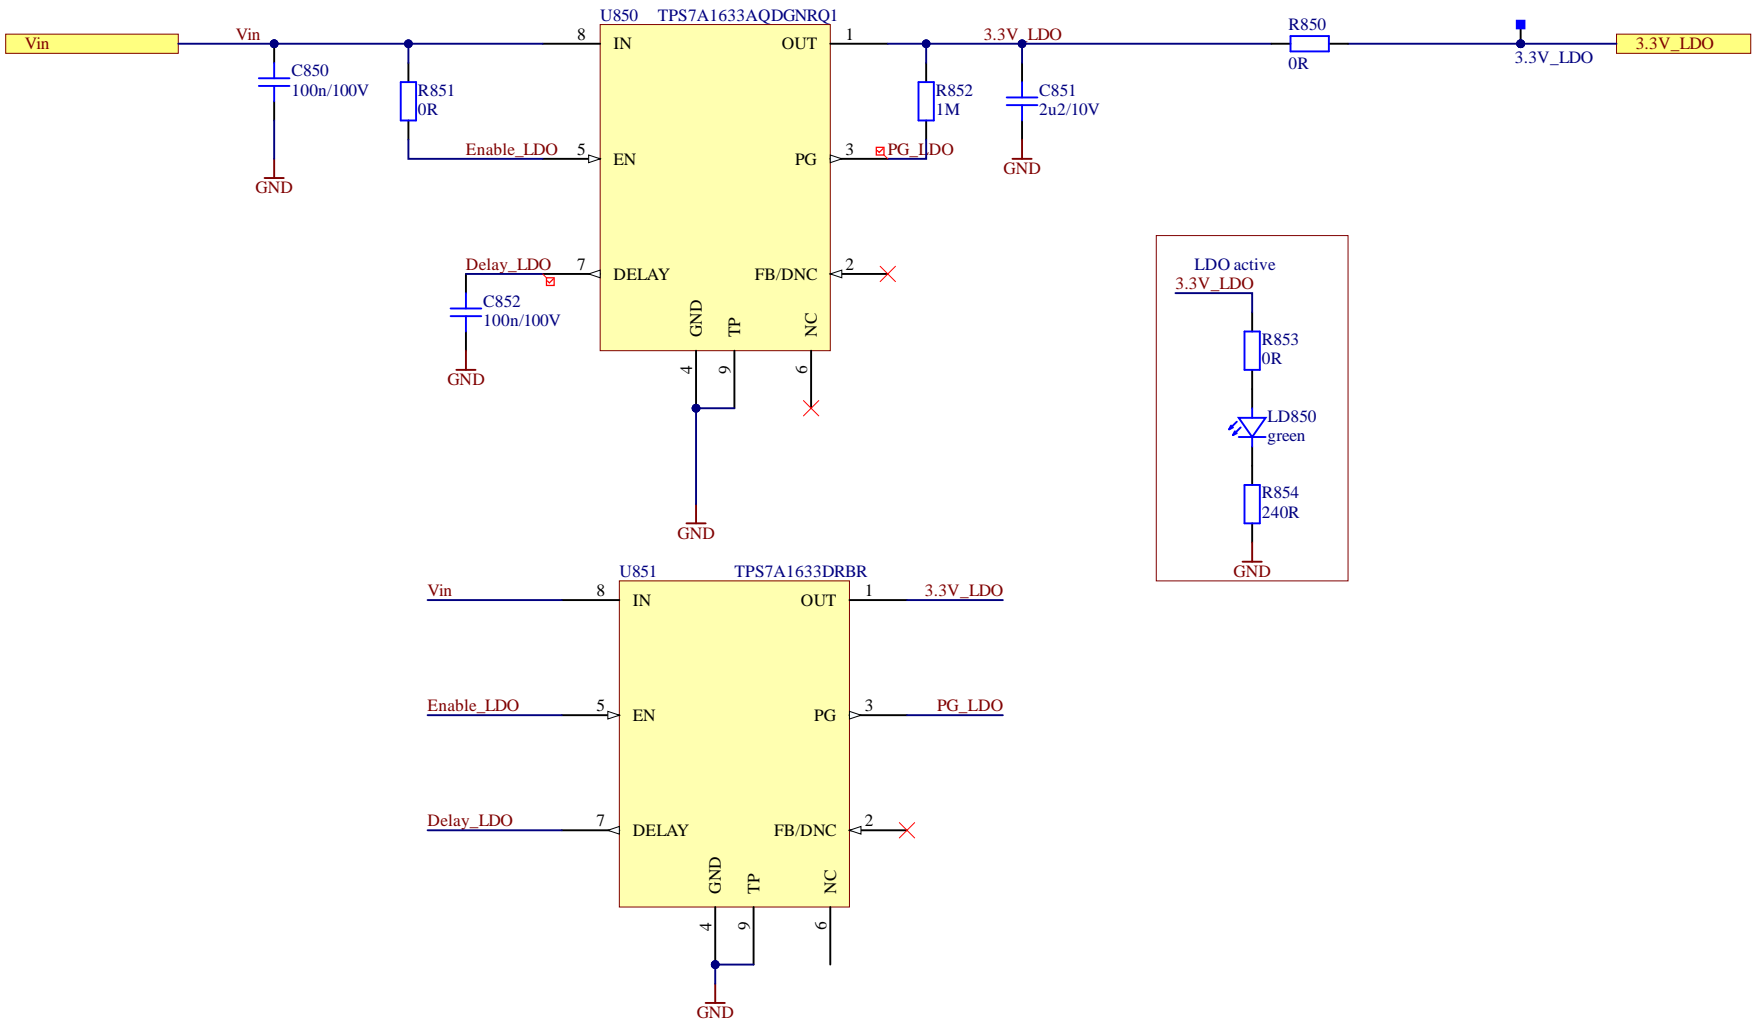 U850 TPS7A1633AQDGNRQ1
Vin
Vin
8 IN
OUT 1
3.3V_LDO
R850
0R
3.3V_LDO
3.3V_LDO
C850
100n/100V
GND
R851
0R
Enable_LDO
5 EN
PG 3
PG_LDO
R852
1M
C851
2u2/10V
GND
Delay_LDO
7 DELAY
FB/DNC 2
C852
100n/100V
GND
GND
TP
NC
4
9
6
GND
LDO active
3.3V_LDO
R853
0R
LD850
green
R854
240R
GND
U851 TPS7A1633DRBR
Vin
8 IN
OUT 1
3.3V_LDO
Enable_LDO
5 EN
PG 3
PG_LDO
Delay_LDO
7 DELAY
FB/DNC 2
GND
TP
NC
4
9
6
GND